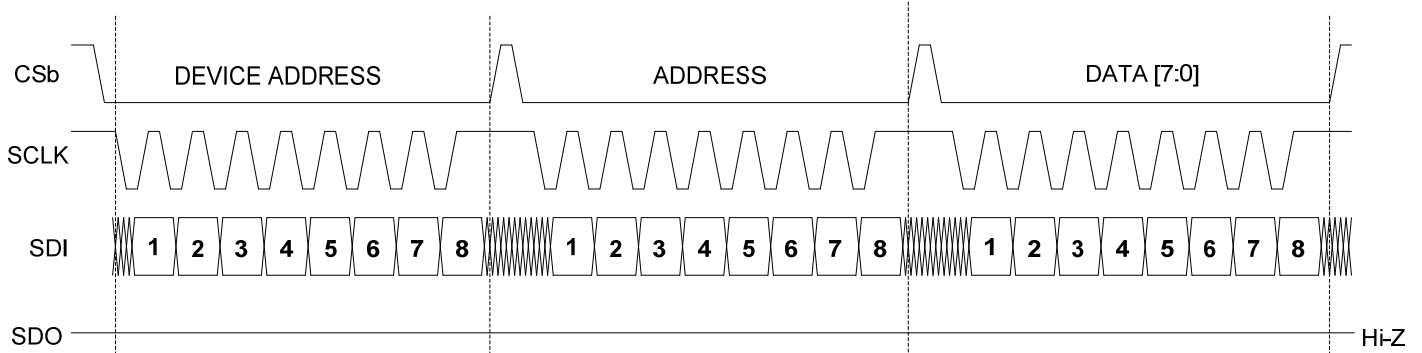 CSb DEVICE ADDRESS ADDRESS DATA [7:0]
SCLK
SDI 1 2 3 4 5 6 7 8 1 2 3 4 5 6 7 8 1 2 3 4 5 6 7 8
SDO Hi-Z